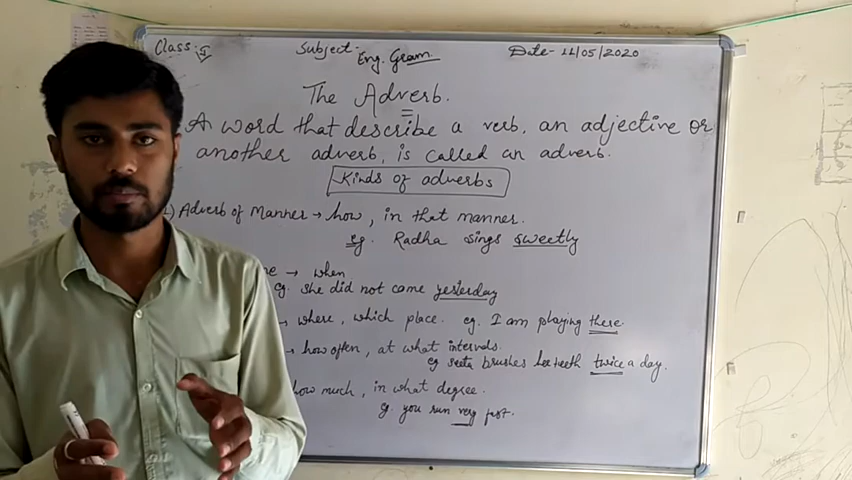 Class:- 5
Subject:- Eng. Gram.
Date- 11/05/2020
The Adverb.
A word that describe a verb, an adjective or
another adverb, is called an adverb.
Kinds of adverbs
1) Adverb of Manner → how, in that manner.
eg. Radha sings sweetly
me → when
eg. she did not come yesterday
→ where, which place. eg. I am playing there.
→ how often, at what intervals.
eg seeta brushes her teeth twice a day.
how much, in what degree.
eg. you run very fast.